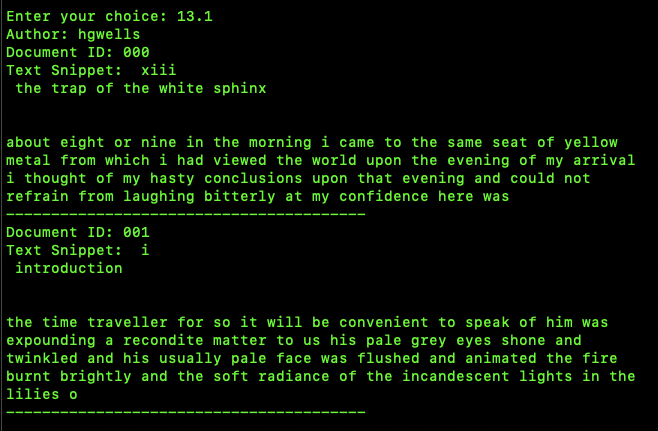 Enter your choice: 13.1
Author: hgwells
Document ID: 000
Text Snippet:  xiii
 the trap of the white sphinx
about eight or nine in the morning i came to the same seat of yellow
metal from which i had viewed the world upon the evening of my arrival
i thought of my hasty conclusions upon that evening and could not
refrain from laughing bitterly at my confidence here was
----------------------------------------
Document ID: 001
Text Snippet:  i
 introduction
the time traveller for so it will be convenient to speak of him was
expounding a recondite matter to us his pale grey eyes shone and
twinkled and his usually pale face was flushed and animated the fire
burnt brightly and the soft radiance of the incandescent lights in the
lilies o
----------------------------------------